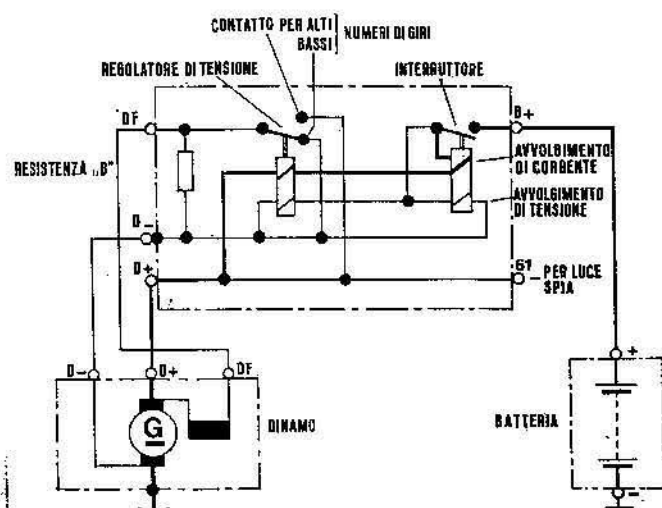 CONTATTO PER ALTI
BASSI
NUMERI DI GIRI
REGOLATORE DI TENSIONE
INTERRUTTORE
DF
B+
RESISTENZA „B"
AVVOLGIMENTO
DI CORRENTE
AVVOLGIMENTO
DI TENSIONE
D-
D+
61
PER LUCE
SPIA
D-
D+
DF
+
G
DINAMO
BATTERIA
-